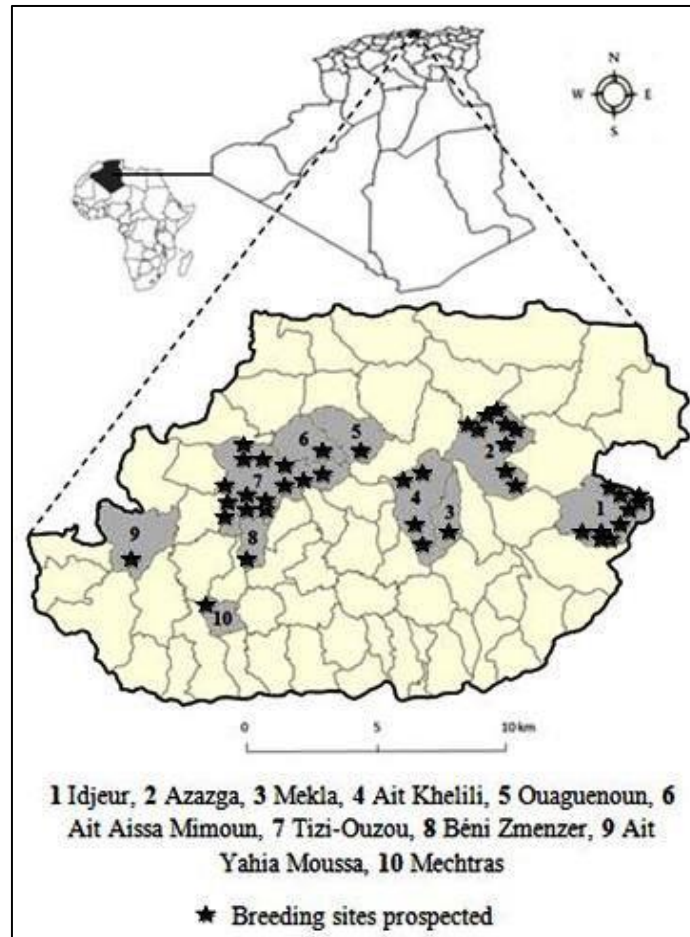 N
W E
S
5
6
2
7
4
1
3
9
8
10
0 5 10 km
1 Idjeur, 2 Azazga, 3 Mekla, 4 Ait Khelili, 5 Ouaguenoun, 6
Ait Aissa Mimoun, 7 Tizi-Ouzou, 8 Béni Zmenzer, 9 Ait
Yahia Moussa, 10 Mechtras
Breeding sites prospected